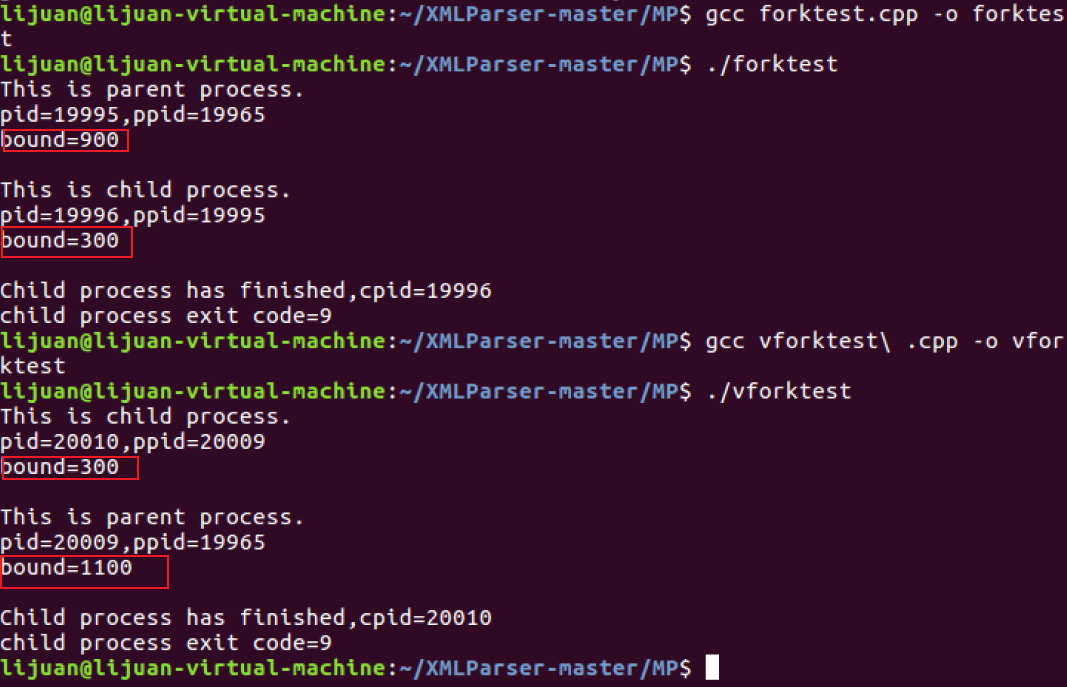 lijuan@lijuan-virtual-machine:~/XMLParser-master/MP$ gcc forktest.cpp -o forktes
t
lijuan@lijuan-virtual-machine:~/XMLParser-master/MP$ ./forktest
This is parent process.
pid=19995,ppid=19965
bound=900
This is child process.
pid=19996,ppid=19995
bound=300
Child process has finished,cpid=19996
child process exit code=9
lijuan@lijuan-virtual-machine:~/XMLParser-master/MP$ gcc vforktest\ .cpp -o vfor
ktest
lijuan@lijuan-virtual-machine:~/XMLParser-master/MP$ ./vforktest
This is child process.
pid=20010,ppid=20009
bound=300
This is parent process.
pid=20009,ppid=19965
bound=1100
Child process has finished,cpid=20010
child process exit code=9
lijuan@lijuan-virtual-machine:~/XMLParser-master/MP$